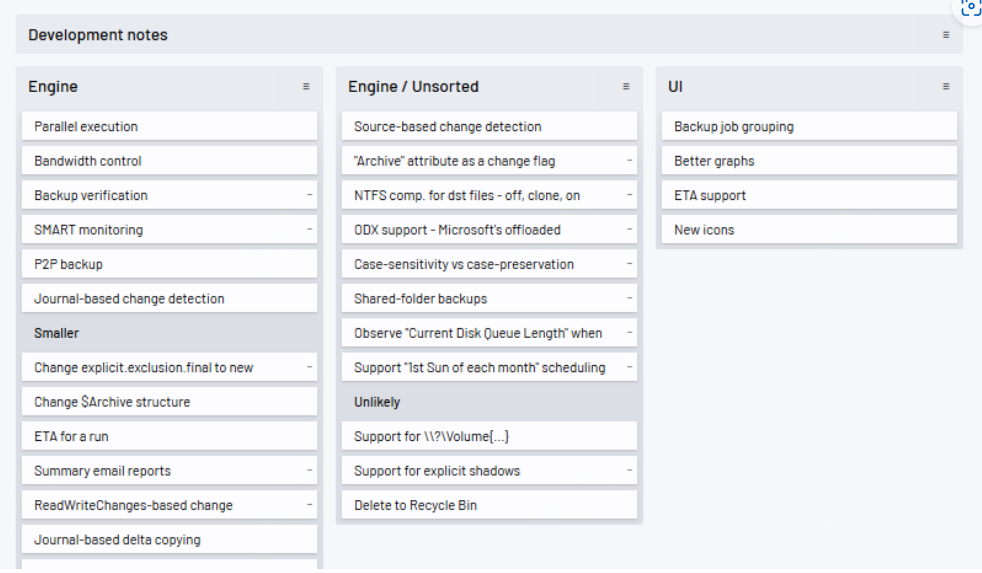 Development notes
Engine
Parallel execution
Bandwidth control
Backup verification
SMART monitoring
P2P backup
Journal-based change detection
Smaller
Change explicit.exclusion.final to new
Change $Archive structure
ETA for a run
Summary email reports
ReadWriteChanges-based change
Journal-based delta copying
Engine / Unsorted
Source-based change detection
"Archive" attribute as a change flag
NTFS comp. for dst files - off, clone, on
ODX support - Microsoft's offloaded
Case-sensitivity vs case-preservation
Shared-folder backups
Observe "Current Disk Queue Length" when
Support "1st Sun of each month" scheduling
Unlikely
Support for \\?\Volume{...}
Support for explicit shadows
Delete to Recycle Bin
UI
Backup job grouping
Better graphs
ETA support
New icons